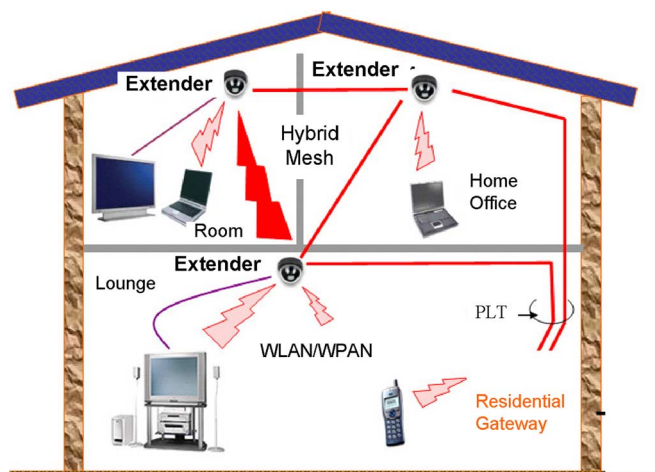 Extender
Extender
Hybrid
Mesh
Home
Office
Room
Extender
Lounge
PLT
WLAN/WPAN
Residential
Gateway